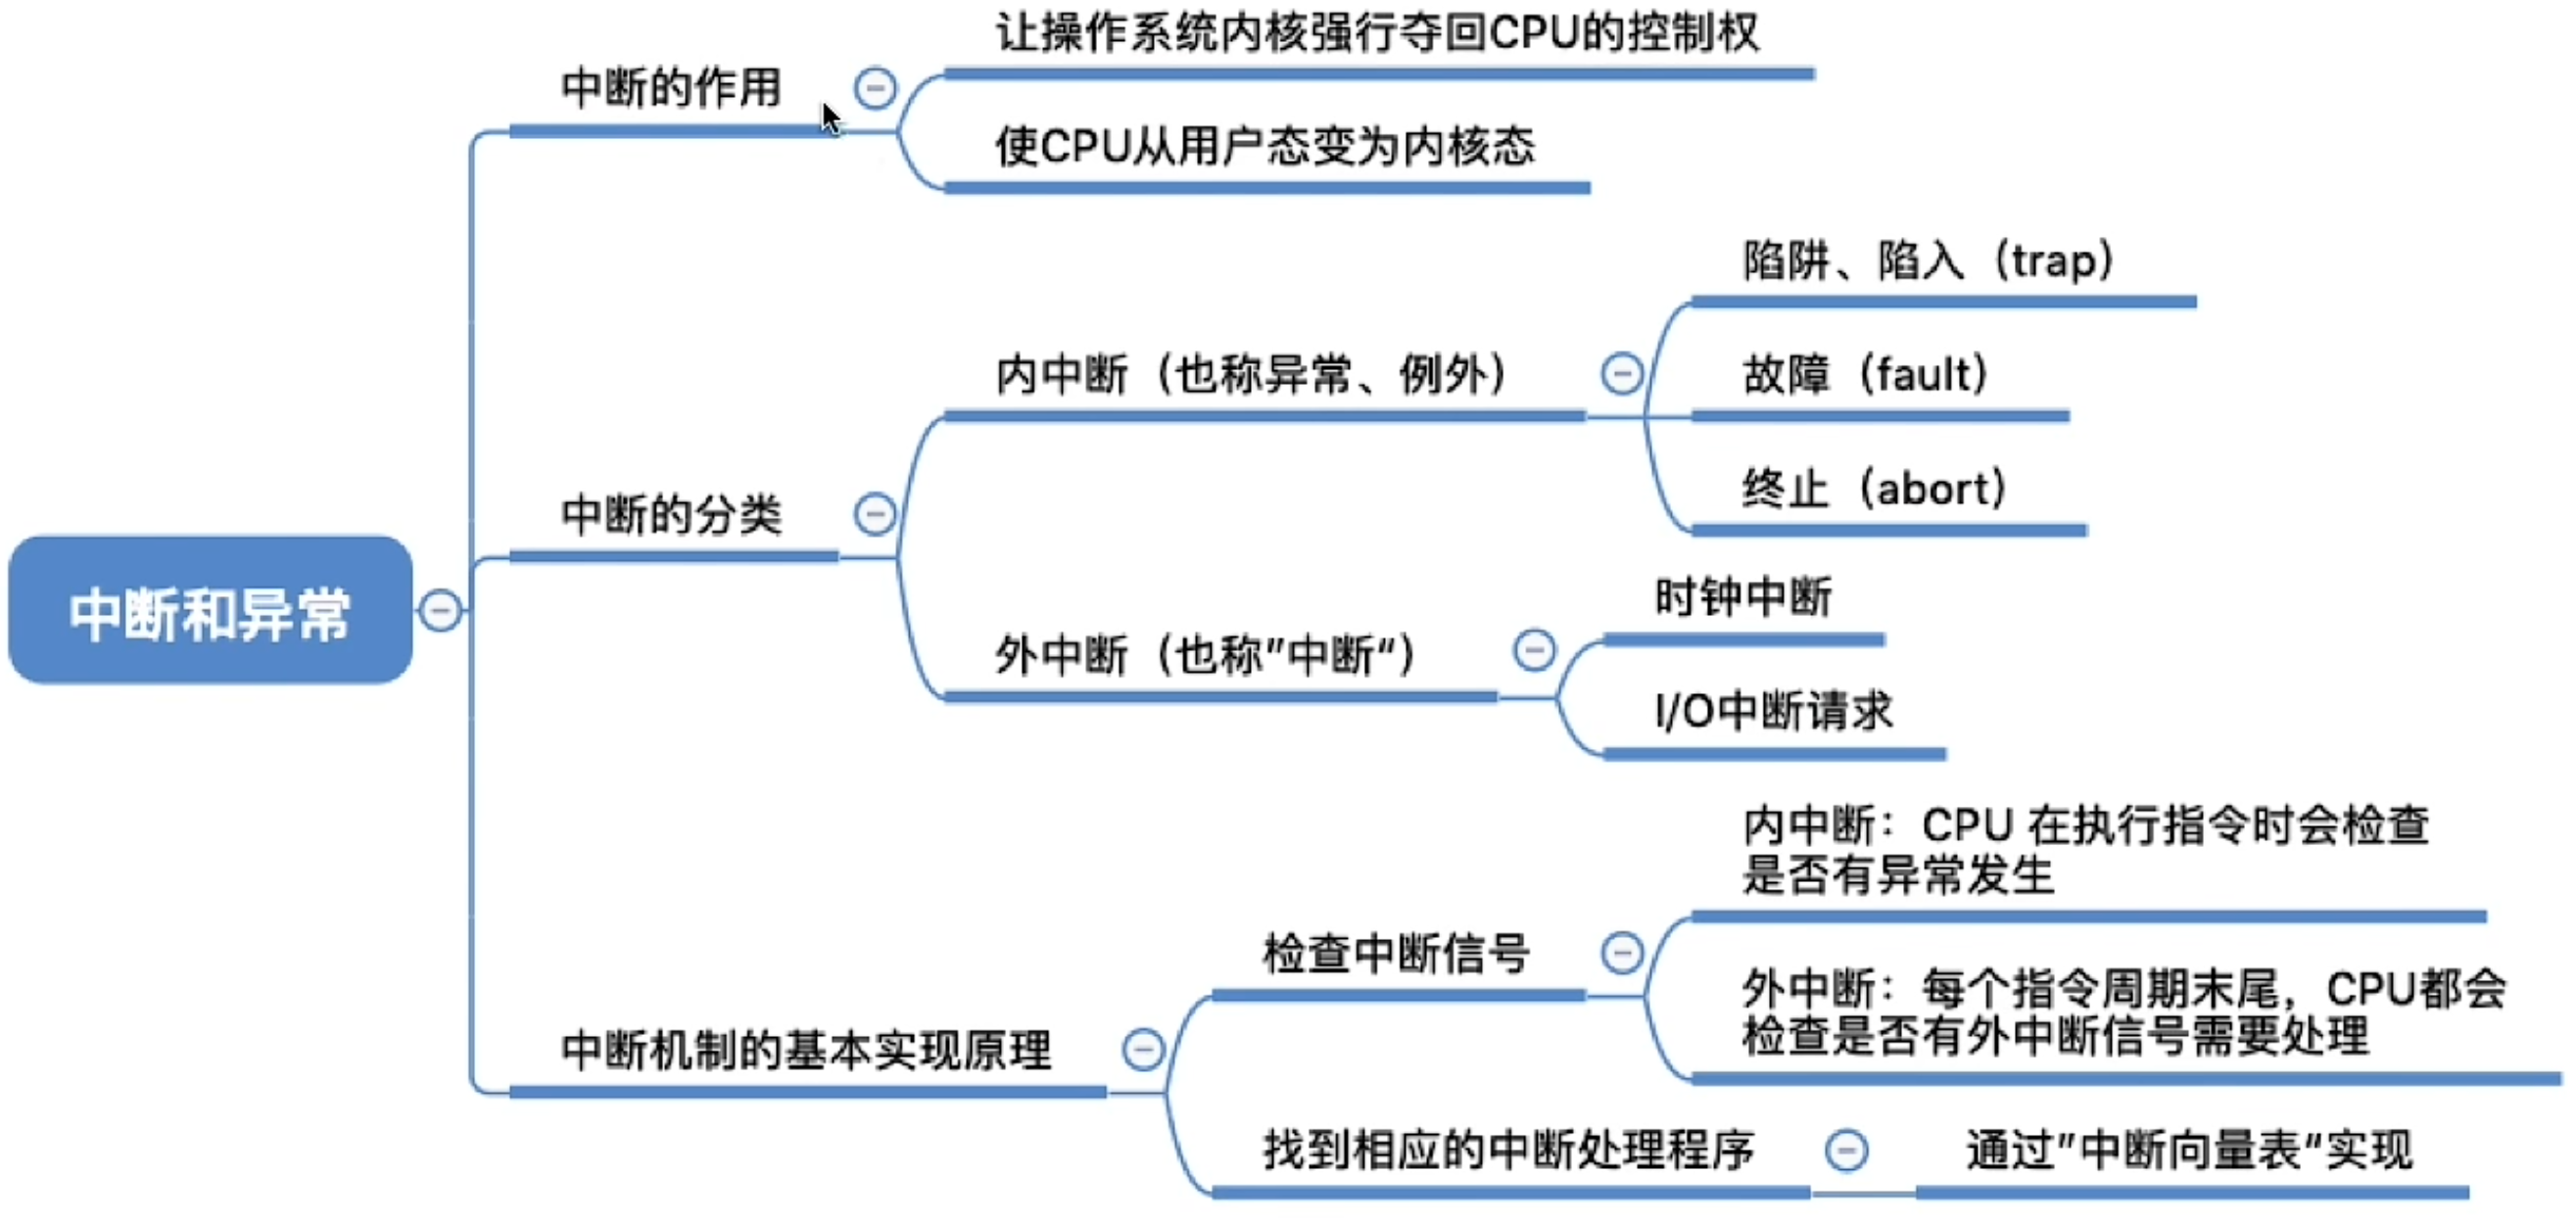 中断和异常
中断的作用
让操作系统内核强行夺回CPU的控制权
使CPU从用户态变为内核态
中断的分类
内中断（也称异常、例外）
陷阱、陷入（trap）
故障（fault）
终止（abort）
外中断（也称”中断“）
时钟中断
I/O中断请求
中断机制的基本实现原理
检查中断信号
内中断：CPU 在执行指令时会检查
是否有异常发生
外中断：每个指令周期末尾，CPU都会
检查是否有外中断信号需要处理
找到相应的中断处理程序
通过”中断向量表“实现